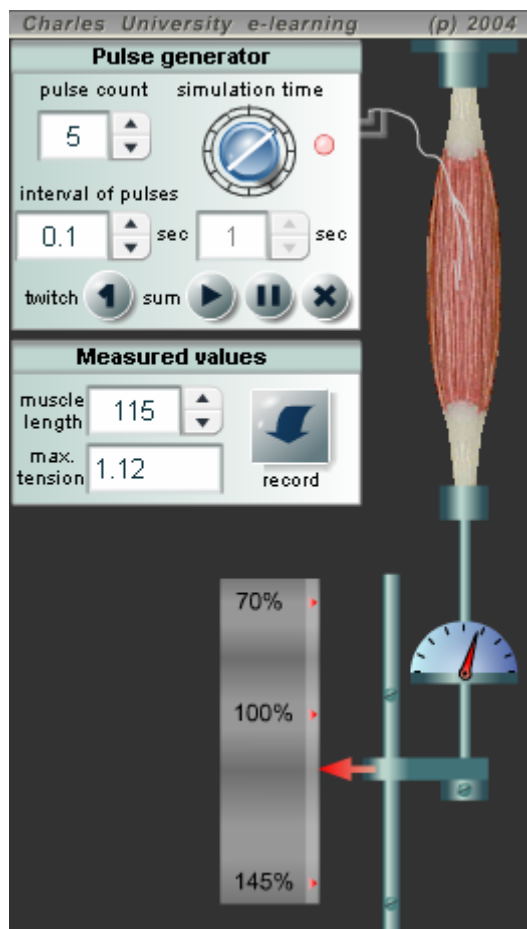 Charles University e-learning (p) 2004
Pulse generator
pulse count simulation time
5
interval of pulses
0.1 sec 1 sec
twitch sum
Measured values
muscle length 115
max. tension 1.12
record
70%
100%
145%